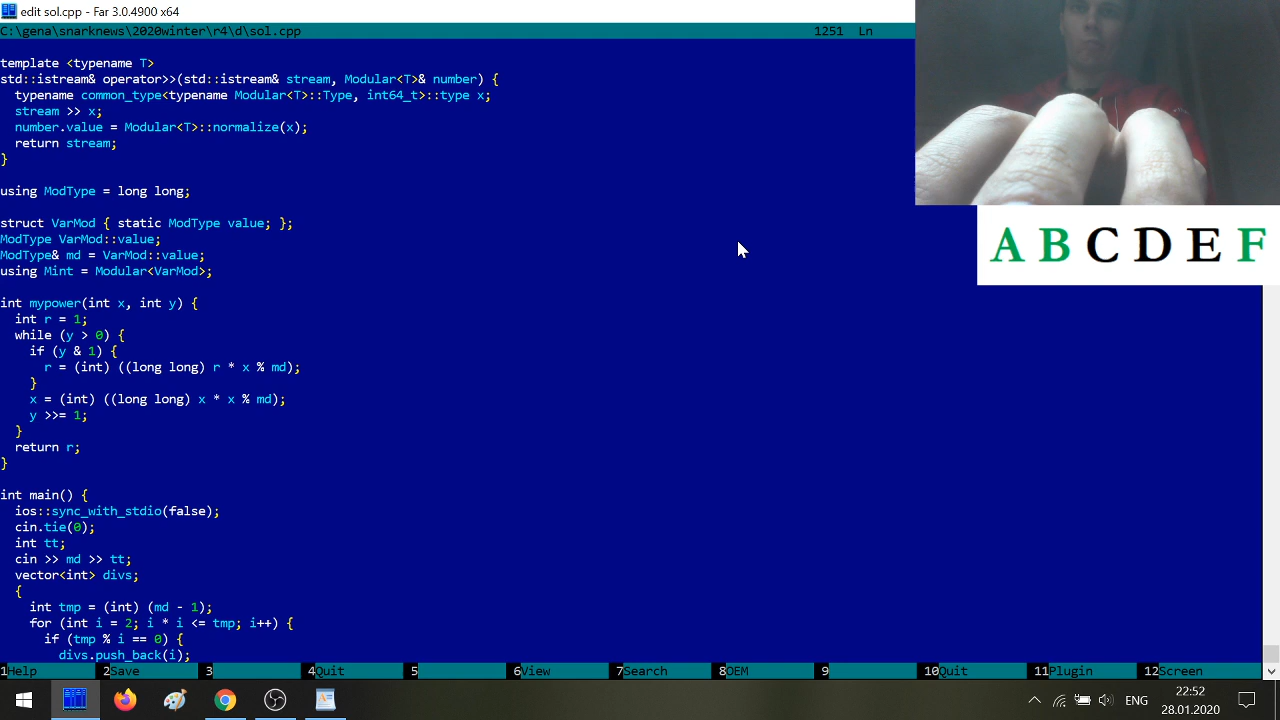 edit sol.cpp - Far 3.0.4900 x64
C:\gena\snarknews\2020winter\r4\d\sol.cpp 1251 Ln
template <typename T>
std::istream& operator>>(std::istream& stream, Modular<T>& number) {
  typename common_type<typename Modular<T>::Type, int64_t>::type x;
  stream >> x;
  number.value = Modular<T>::normalize(x);
  return stream;
}
using ModType = long long;
struct VarMod { static ModType value; };
ModType VarMod::value;
ModType& md = VarMod::value;
using Mint = Modular<VarMod>;
int mypower(int x, int y) {
  int r = 1;
  while (y > 0) {
    if (y & 1) {
      r = (int) ((long long) r * x % md);
    }
    x = (int) ((long long) x * x % md);
    y >>= 1;
  }
  return r;
}
int main() {
  ios::sync_with_stdio(false);
  cin.tie(0);
  int tt;
  cin >> md >> tt;
  vector<int> divs;
  {
    int tmp = (int) (md - 1);
    for (int i = 2; i * i <= tmp; i++) {
      if (tmp % i == 0) {
        divs.push_back(i);
A B C D E F
1Help 2Save 3 4Quit 5 6View 7Search 8OEM 9 10Quit 11Plugin 12Screen
ENG
22:52
28.01.2020